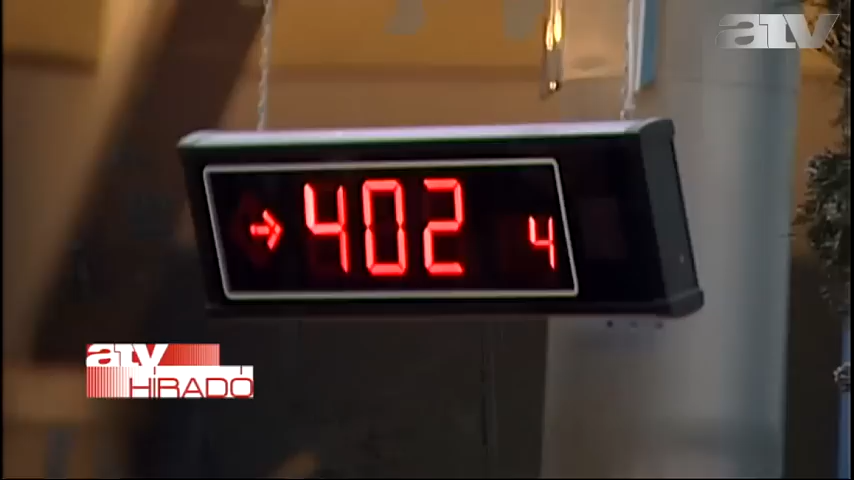 atv
→ 402 4
atv
HÍRADÓ